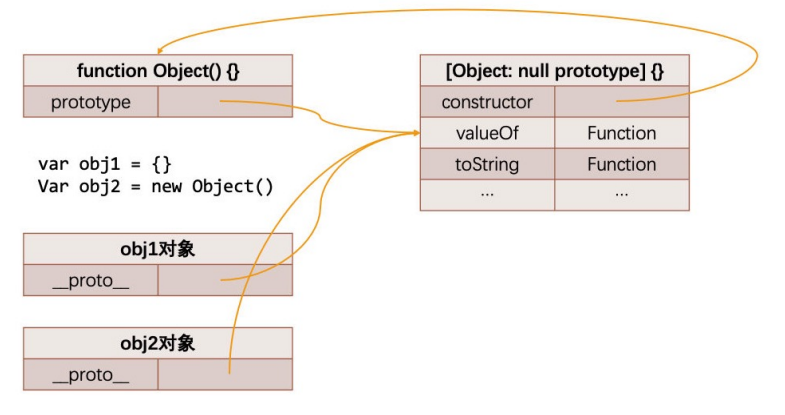 function Object() {}
prototype
[Object: null prototype] {}
constructor
valueOf Function
toString Function
... ...
var obj1 = {}
Var obj2 = new Object()
obj1对象
__proto__
obj2对象
__proto__